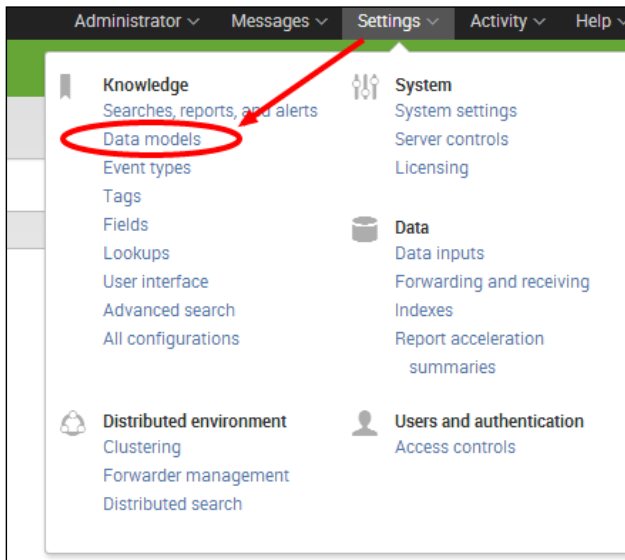 Administrator Messages Settings Activity Help
Knowledge
Searches, reports, and alerts
Data models
Event types
Tags
Fields
Lookups
User interface
Advanced search
All configurations
System
System settings
Server controls
Licensing
Data
Data inputs
Forwarding and receiving
Indexes
Report acceleration
summaries
Distributed environment
Clustering
Forwarder management
Distributed search
Users and authentication
Access controls